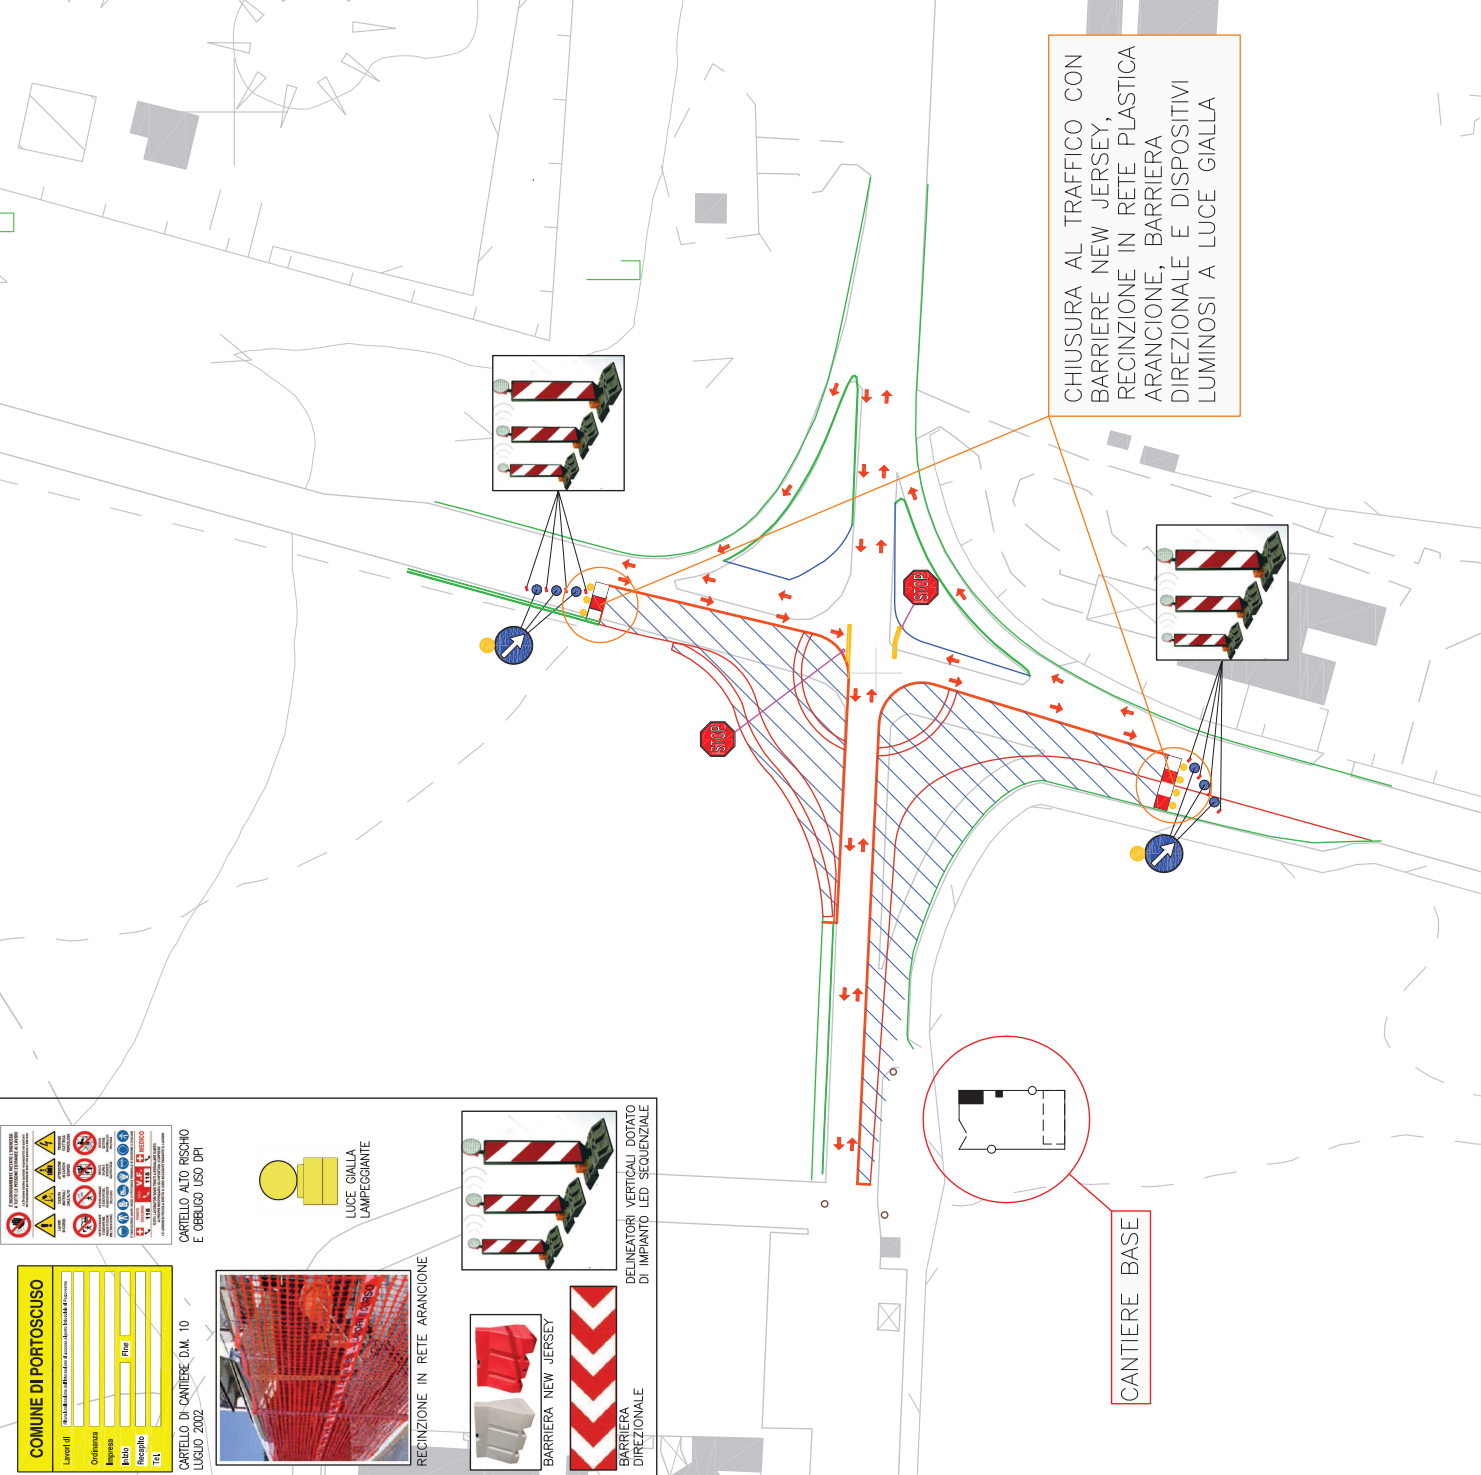 CHIUSURA AL TRAFFICO CON
BARRIERE NEW JERSEY,
RECINZIONE IN RETE PLASTICA
ARANCIONE, BARRIERA
DIREZIONALE E DISPOSITIVI
LUMINOSI A LUCE GIALLA
STOP!
STOP!
CANTIERE BASE
COMUNE DI PORTOSCUSO
Lavori di
Ordinanza
Impresa
Inizio
Fine
Recapito
Tel.
CARTELLO DI CANTIERE D.M. 10
LUGLIO 2002
MEDICO
118
115
CARTELLO ALTO RISCHIO
E OBBLIGO USO DPI
LUCE GIALLA
LAMPEGGIANTE
RECINZIONE IN RETE ARANCIONE
BARRIERA NEW JERSEY
BARRIERA
DIREZIONALE
DELINEATORI VERTICALI DOTATO
DI IMPIANTO LED SEQUENZIALE